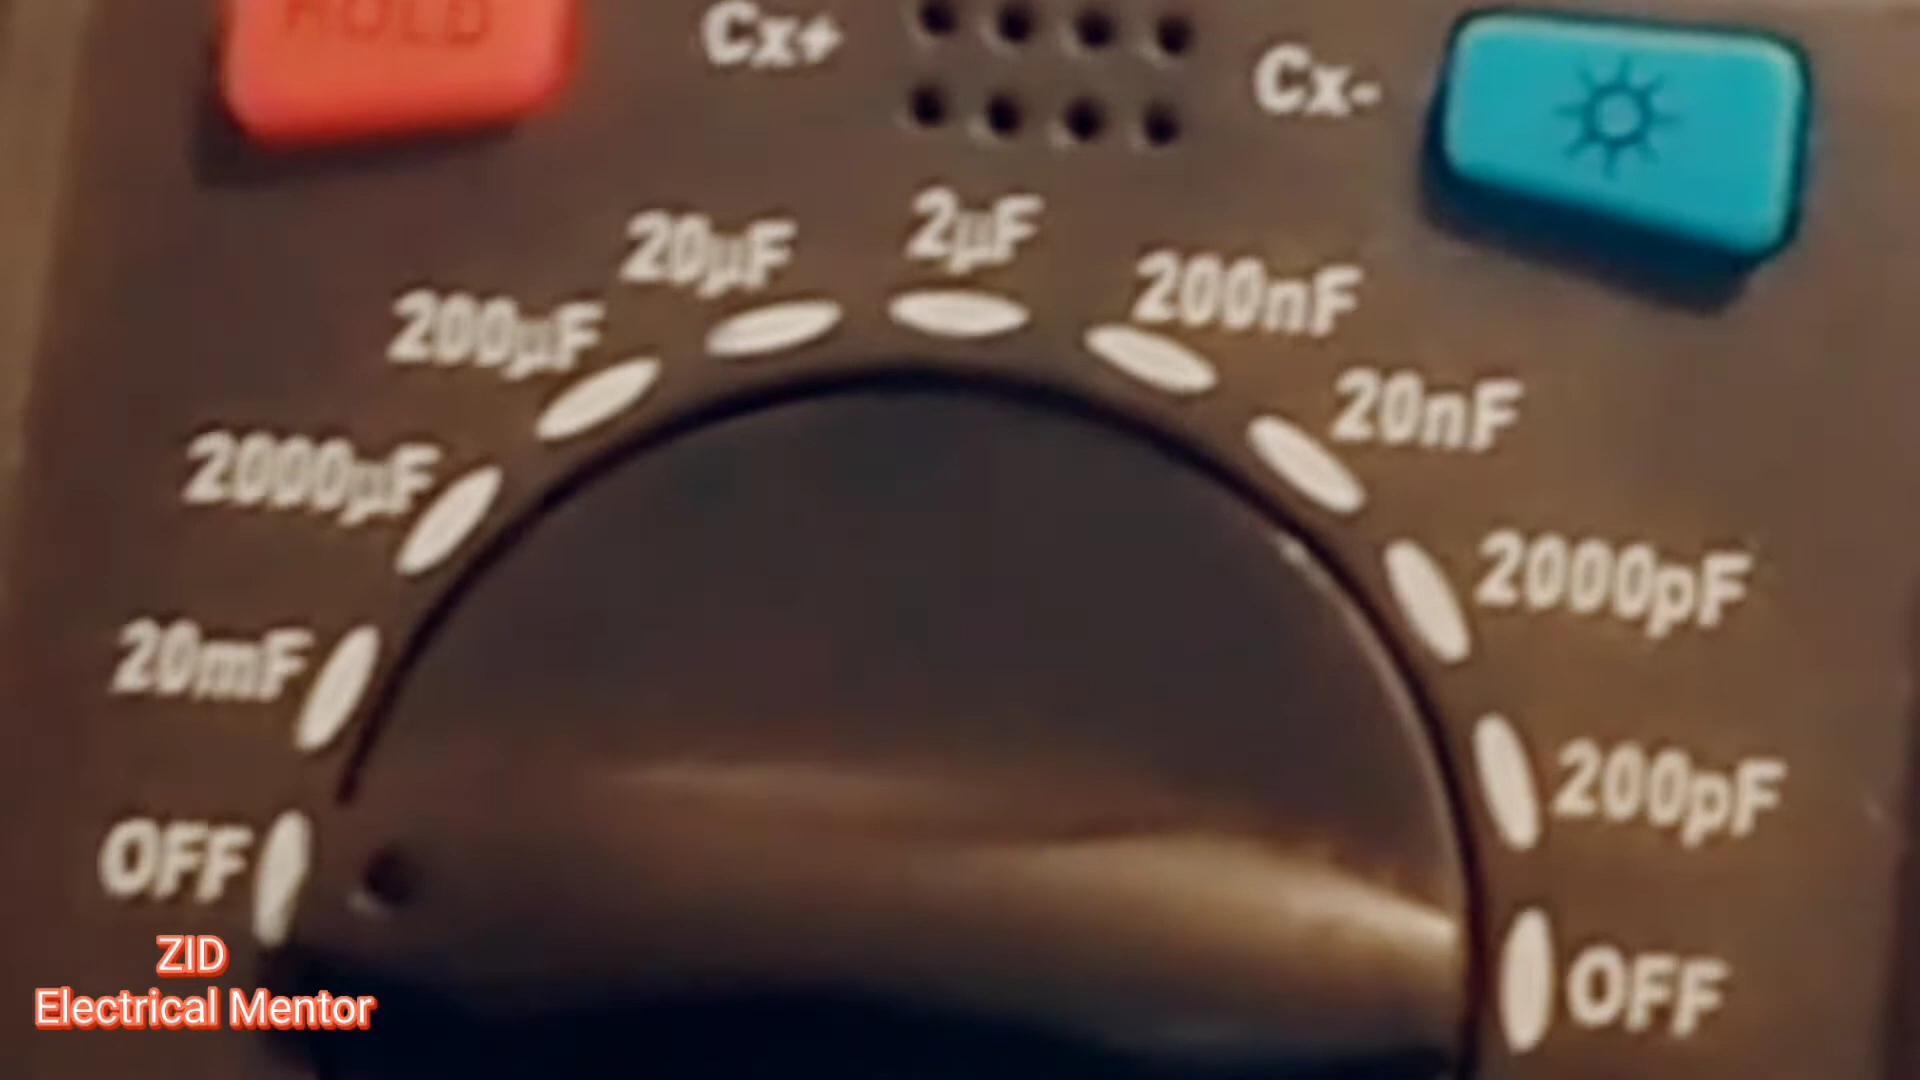 HOLD
Cx+
Cx-
20µF
2µF
200nF
200µF
20nF
2000µF
2000pF
20mF
200pF
OFF
OFF
ZID
Electrical Mentor